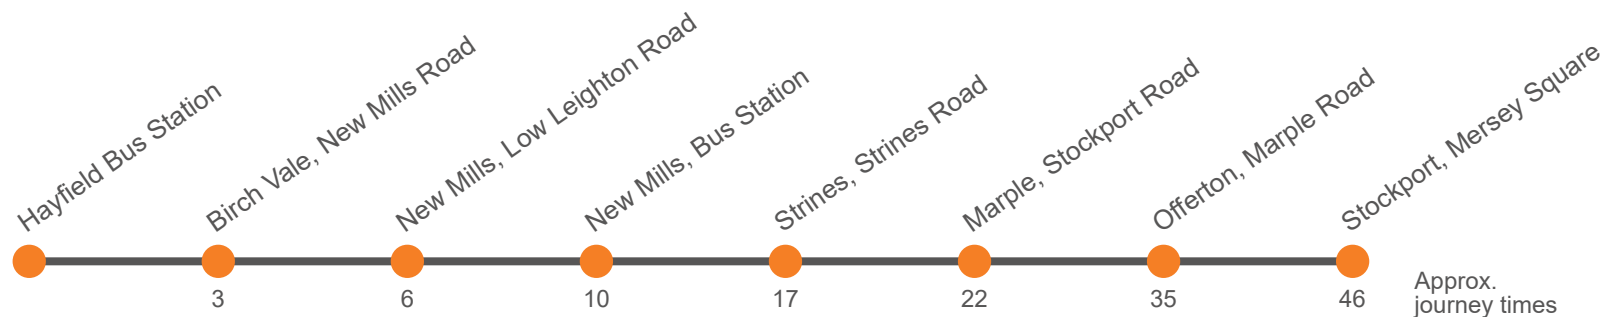 Hayfield Bus Station
Birch Vale, New Mills Road
New Mills, Low Leighton Road
New Mills, Bus Station
Strines, Strines Road
Marple, Stockport Road
Offerton, Marple Road
Stockport, Mersey Square
3
6
10
17
22
35
46
Approx.
journey times